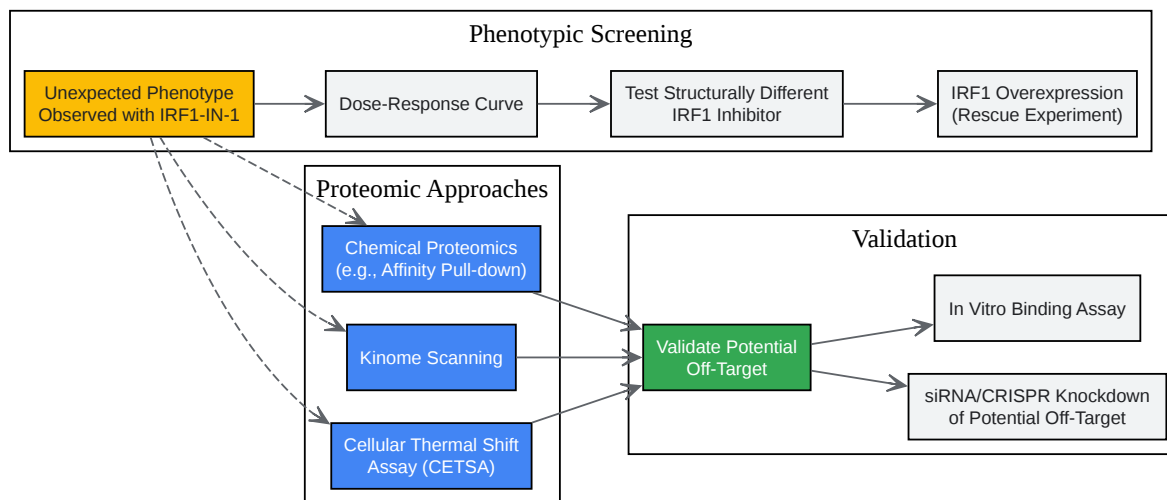 Phenotypic Screening
Unexpected Phenotype
Observed with IRF1-IN-1
Dose-Response Curve
Test Structurally Different
IRF1 Inhibitor
IRF1 Overexpression
(Rescue Experiment)
Proteomic Approaches
Chemical Proteomics
(e.g., Affinity Pull-down)
Kinome Scanning
Cellular Thermal Shift
Assay (CETSA)
Validation
Validate Potential
Off-Target
In Vitro Binding Assay
siRNA/CRISPR Knockdown
of Potential Off-Target